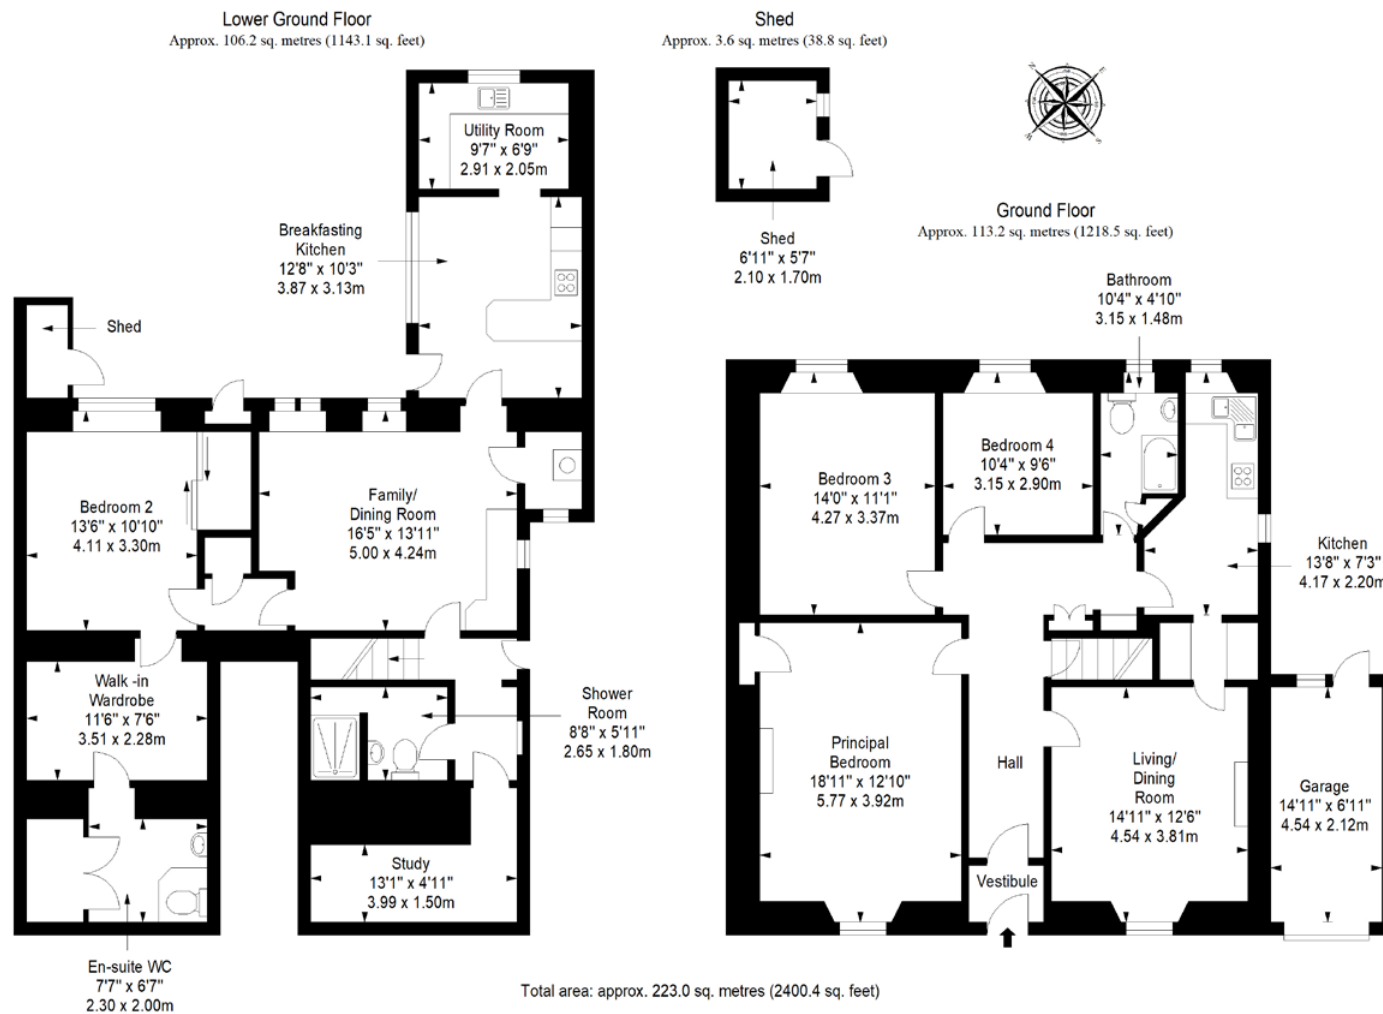 Lower Ground Floor
Approx. 106.2 sq. metres (1143.1 sq. feet)
Utility Room
9'7" x 6'9"
2.91 x 2.05m
Breakfasting
Kitchen
12'8" x 10'3"
3.87 x 3.13m
Shed
Bedroom 2
13'6" x 10'10"
4.11 x 3.30m
Family/
Dining Room
16'5" x 13'11"
5.00 x 4.24m
Walk -in
Wardrobe
11'6" x 7'6"
3.51 x 2.28m
Shower
Room
8'8" x 5'11"
2.65 x 1.80m
Study
13'1" x 4'11"
3.99 x 1.50m
En-suite WC
7'7" x 6'7"
2.30 x 2.00m
Shed
Approx. 3.6 sq. metres (38.8 sq. feet)
Shed
6'11" x 5'7"
2.10 x 1.70m
N
E
S
W
Ground Floor
Approx. 113.2 sq. metres (1218.5 sq. feet)
Bathroom
10'4" x 4'10"
3.15 x 1.48m
Bedroom 3
14'0" x 11'1"
4.27 x 3.37m
Bedroom 4
10'4" x 9'6"
3.15 x 2.90m
Kitchen
13'8" x 7'3"
4.17 x 2.20m
Principal
Bedroom
18'11" x 12'10"
5.77 x 3.92m
Hall
Living/
Dining
Room
14'11" x 12'6"
4.54 x 3.81m
Garage
14'11" x 6'11"
4.54 x 2.12m
Vestibule
Total area: approx. 223.0 sq. metres (2400.4 sq. feet)